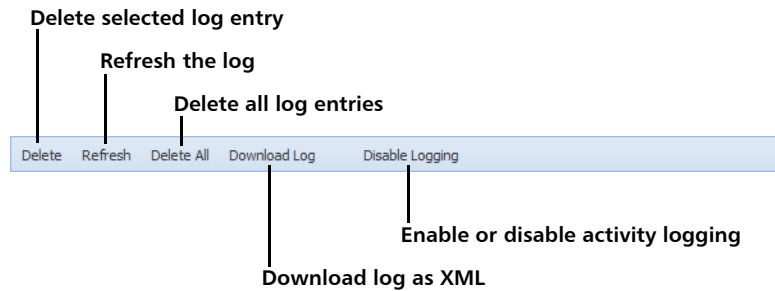 Delete selected log entry
Refresh the log
Delete all log entries
Delete Refresh Delete All Download Log Disable Logging
Enable or disable activity logging
Download log as XML